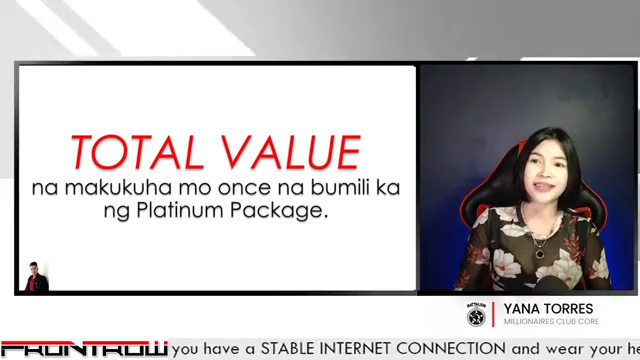 TOTAL VALUE
na makukuha mo once na bumili ka
ng Platinum Package.
YANA TORRES
MILLIONAIRES CLUB CORE
FRONTROW you have a STABLE INTERNET CONNECTION and wear your he